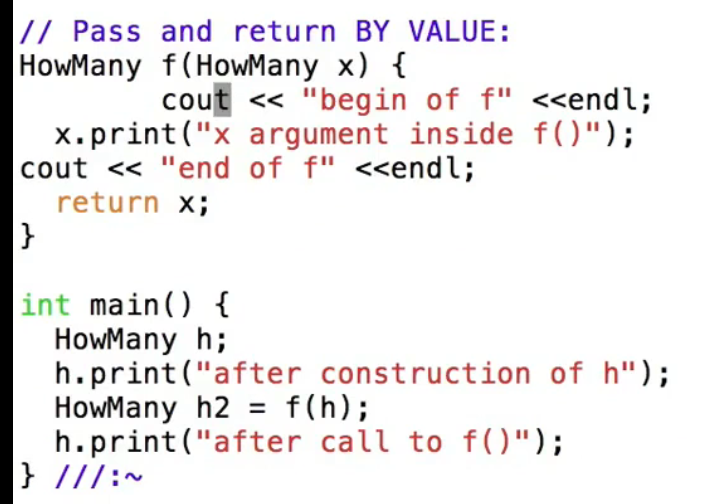 // Pass and return BY VALUE:
HowMany f(HowMany x) {
        cout << "begin of f" <<endl;
  x.print("x argument inside f()");
cout << "end of f" <<endl;
  return x;
}

int main() {
  HowMany h;
  h.print("after construction of h");
  HowMany h2 = f(h);
  h.print("after call to f()");
} ///:~